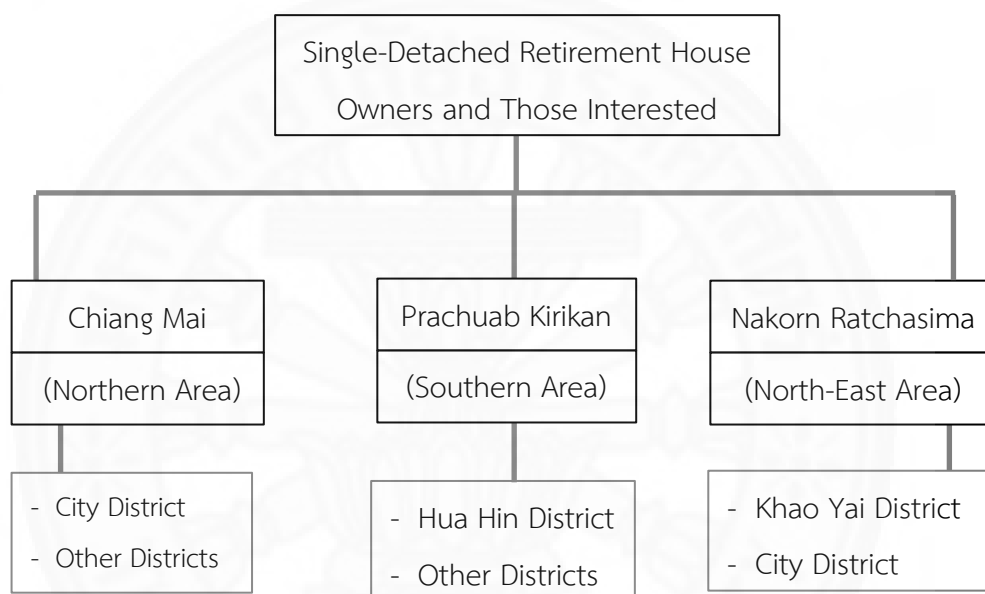 Single-Detached Retirement House
Owners and Those Interested
Chiang Mai
(Northern Area)
- City District
- Other Districts
Prachuab Kirikan
(Southern Area)
- Hua Hin District
- Other Districts
Nakorn Ratchasima
(North-East Area)
- Khao Yai District
- City District